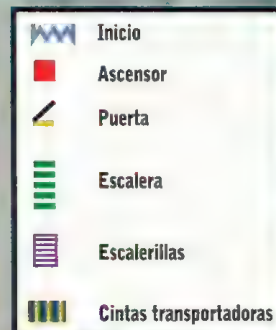 Inicio
Ascensor
Puerta
Escalera
Escalerillas
Cintas transportadoras